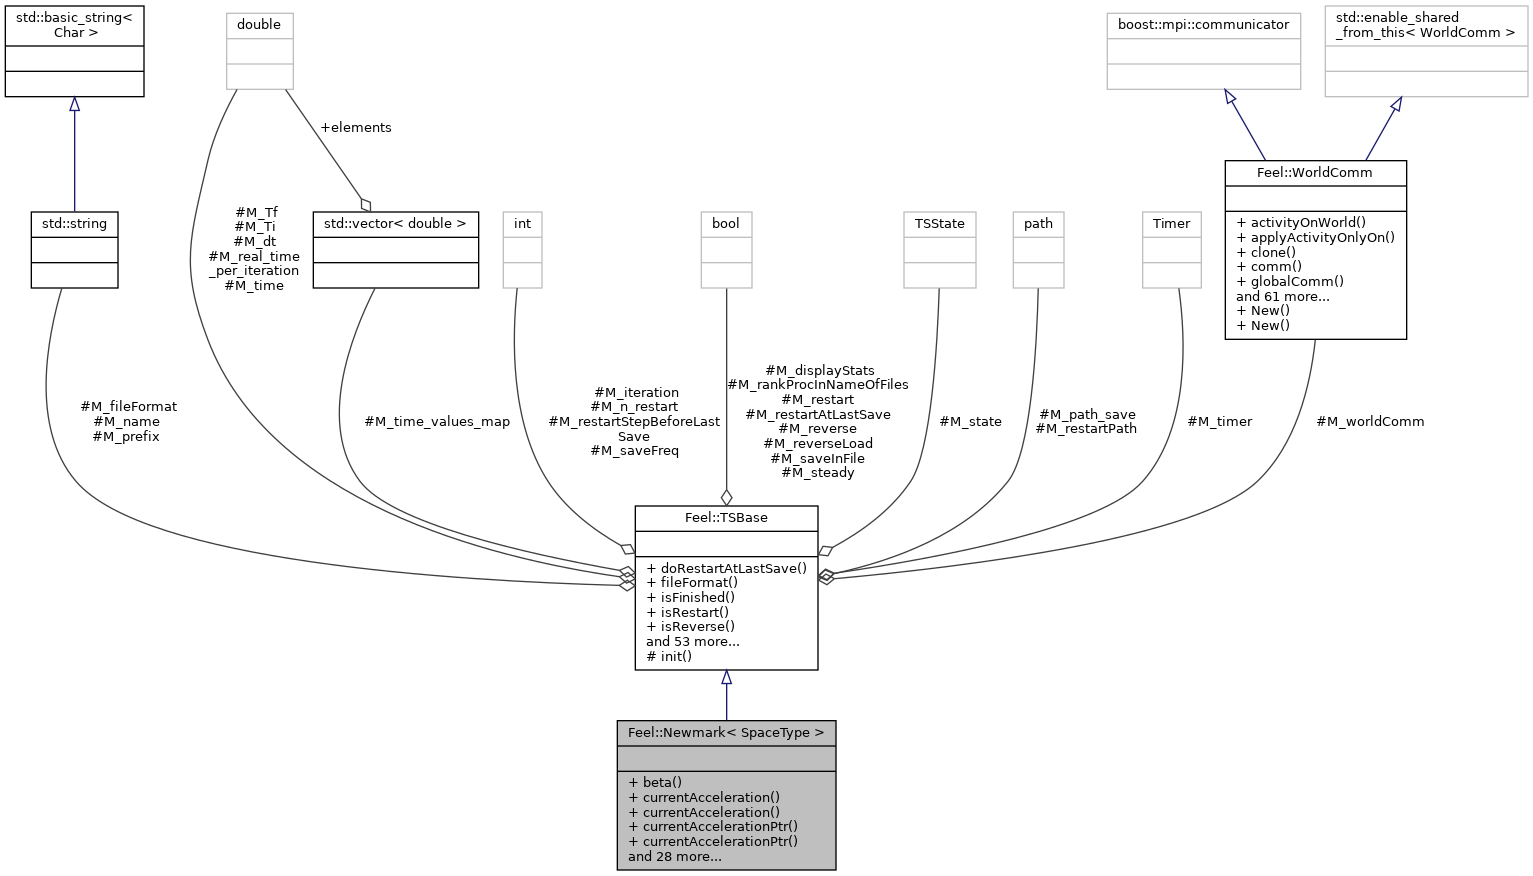 std::basic_string<
Char >
double
boost::mpi::communicator
std::enable_shared
_from_this< WorldComm >
+elements
Feel::WorldComm
+ activityOnWorld()
+ applyActivityOnlyOn()
+ clone()
+ comm()
+ globalComm()
and 61 more...
+ New()
+ New()
std::string
#M_Tf
#M_Ti
#M_dt
#M_real_time
_per_iteration
#M_time
std::vector< double >
int
bool
TSState
path
Timer
#M_fileFormat
#M_name
#M_prefix
#M_time_values_map
#M_iteration
#M_n_restart
#M_restartStepBeforeLast
Save
#M_saveFreq
#M_displayStats
#M_rankProcInNameOfFiles
#M_restart
#M_restartAtLastSave
#M_reverse
#M_reverseLoad
#M_saveInFile
#M_steady
#M_state
#M_path_save
#M_restartPath
#M_timer
#M_worldComm
Feel::TSBase
+ doRestartAtLastSave()
+ fileFormat()
+ isFinished()
+ isRestart()
+ isReverse()
and 53 more...
# init()
Feel::Newmark< SpaceType >
+ beta()
+ currentAcceleration()
+ currentAcceleration()
+ currentAccelerationPtr()
+ currentAccelerationPtr()
and 28 more...